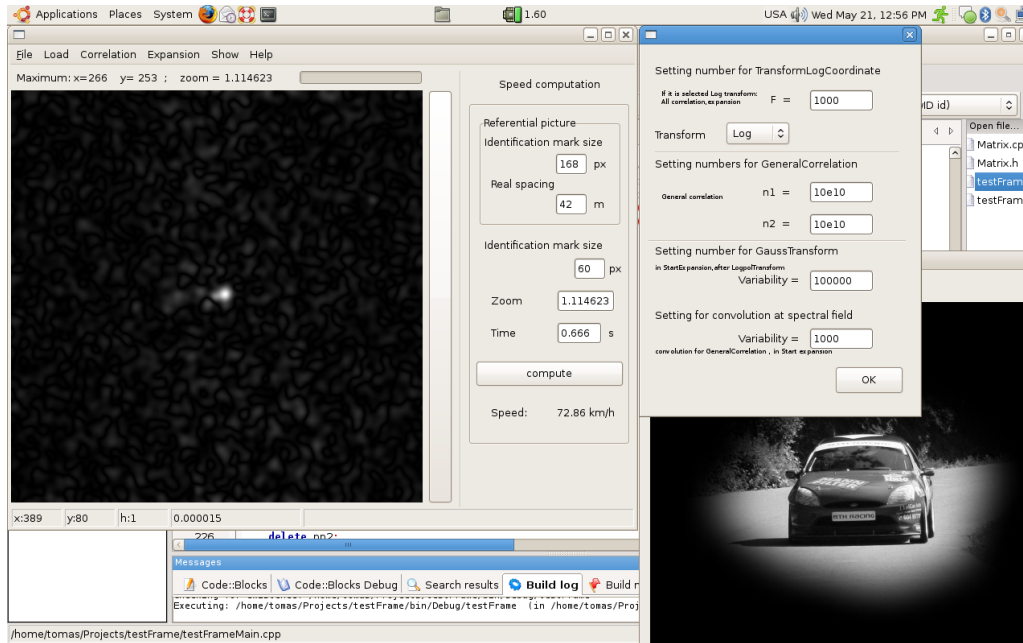 Applications Places System 1.60 USA Wed May 21, 12:56 PM
File Load Correlation Expansion Show Help
Maximum: x=266 y= 253 ; zoom = 1.114623
Speed computation
Referential picture
Identification mark size
168 px
Real spacing
42 m
Identification mark size
60 px
Zoom 1.114623
Time 0.666 s
compute
Speed: 72.86 km/h
x:389 y:80 h:1 0.000015
Setting number for TransformLogCoordinate
If it is selected Log transform:
All correlation,expansion F = 1000
Transform Log
Setting numbers for GeneralCorrelation
General correlation n1 = 10e10
n2 = 10e10
Setting number for GaussTransform
in StartExpansion,after LogpolTransform
Variability = 100000
Setting for convolution at spectral field
Variability = 1000
convolution for GeneralCorrelation , in Start expansion
OK
ID id)
Open file...
Matrix.cp
Matrix.h
testFram
testFram
RTH RACING
226 delete pp2;
Messages
Code::Blocks Code::Blocks Debug Search results Build log Build r
Executing: /home/tomas/Projects/testFrame/bin/Debug/testFrame (in /home/tomas/Proj
/home/tomas/Projects/testFrame/testFrameMain.cpp